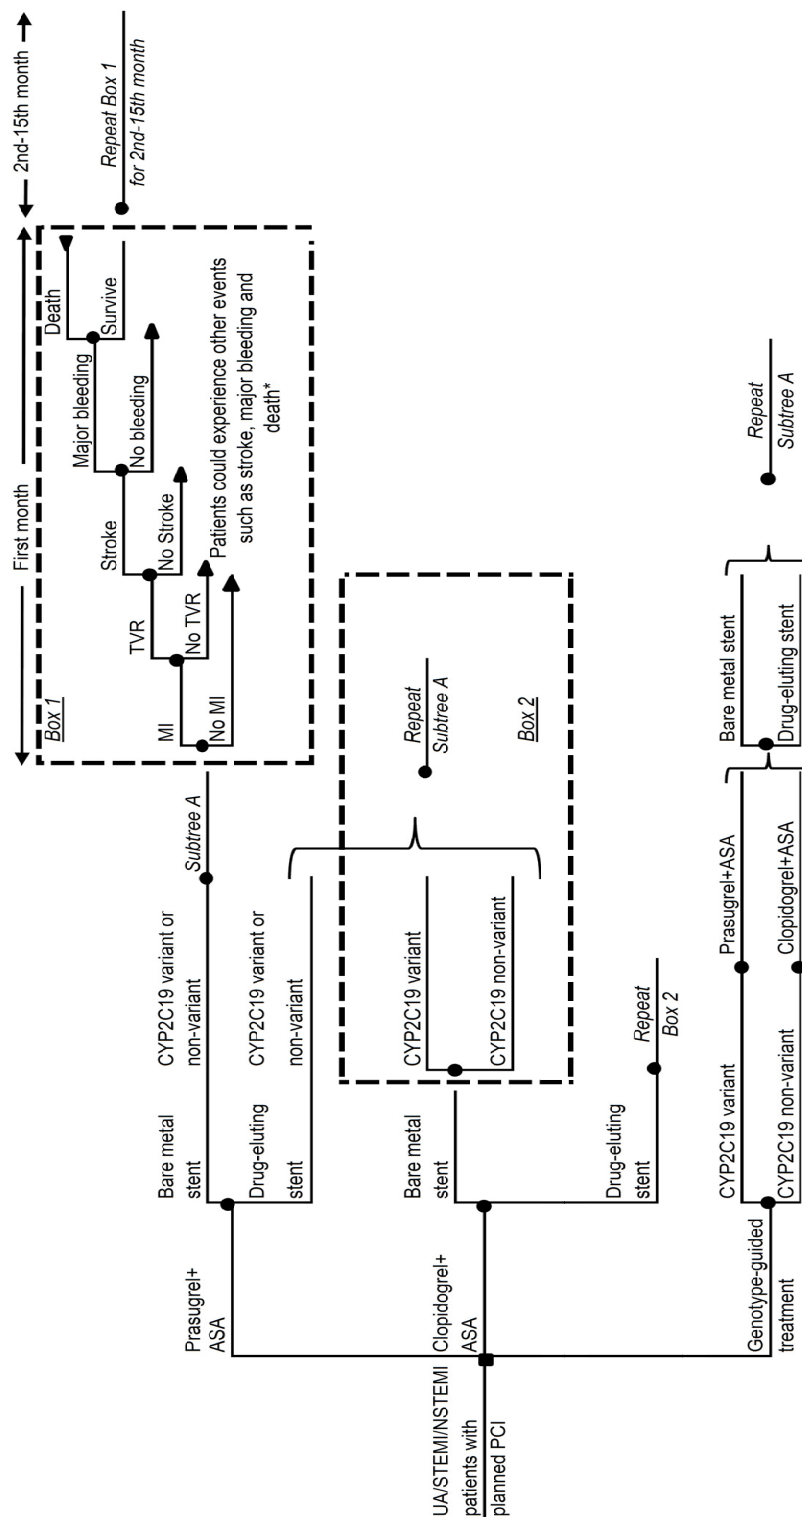 First month
2nd-15th month
Box 1
MI
No MI
TVR
No TVR
Stroke
No Stroke
Major bleeding
No bleeding
Death
Survive
Patients could experience other events
such as stroke, major bleeding and
death*
Repeat Box 1
for 2nd-15th month
UA/STEMI/NSTEMI
patients with
planned PCI
Prasugrel+
ASA
Bare metal
stent
CYP2C19 variant or
non-variant
Subtree A
Drug-eluting
stent
CYP2C19 variant or
non-variant
Clopidogrel+
ASA
Bare metal
stent
CYP2C19 variant
CYP2C19 non-variant
Repeat
Subtree A
Box 2
Drug-eluting
stent
Repeat
Box 2
Genotype-guided
treatment
CYP2C19 variant
CYP2C19 non-variant
Prasugrel+ASA
Clopidogrel+ASA
Bare metal stent
Drug-eluting stent
Repeat
Subtree A